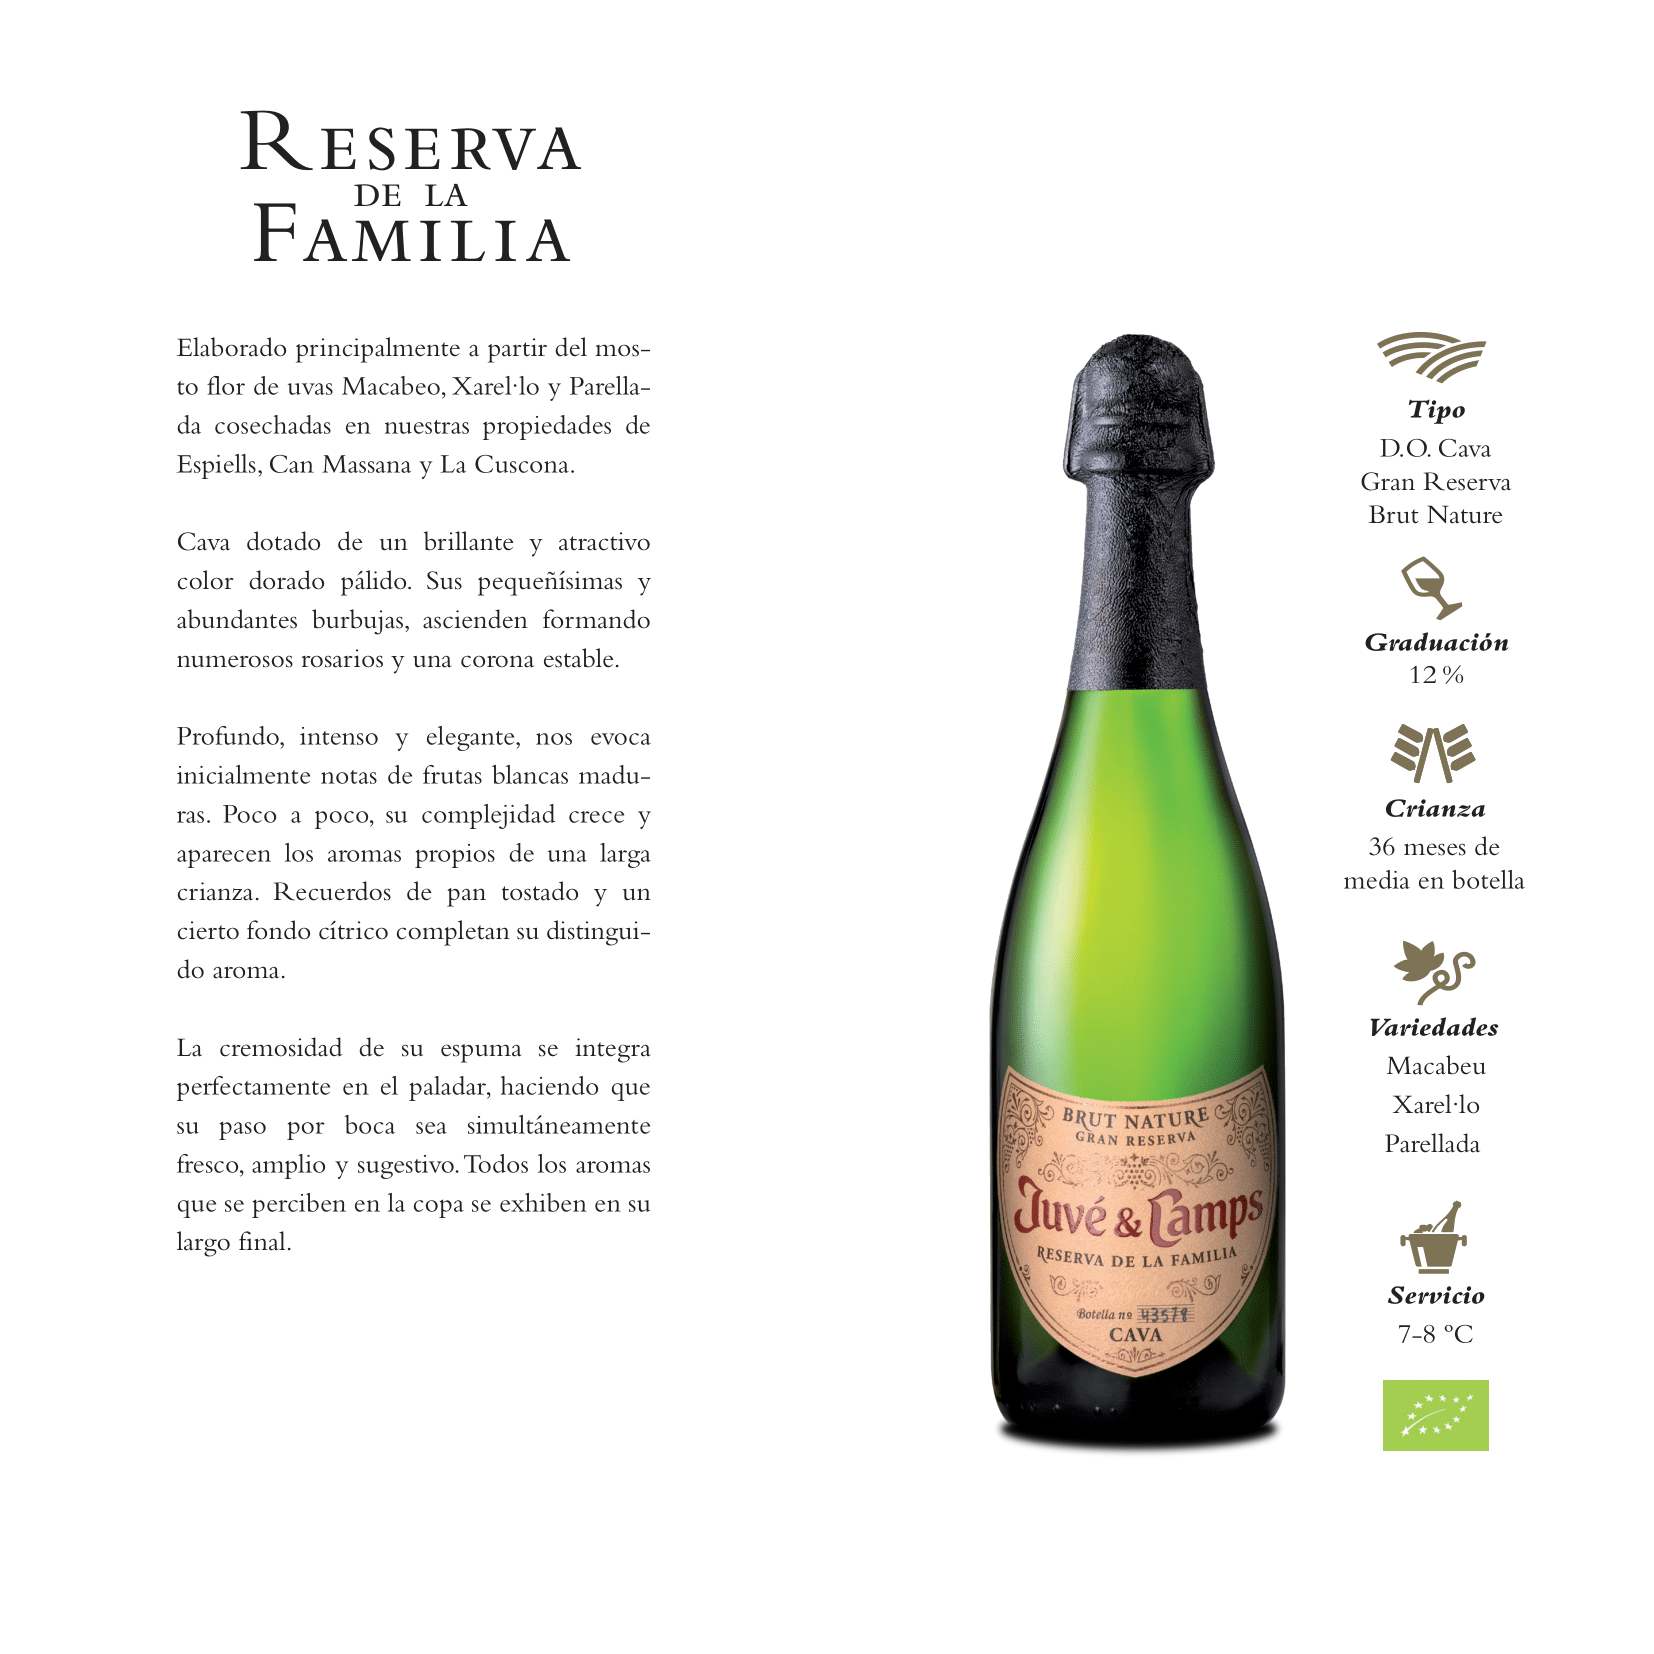 RESERVA
DE LA
FAMILIA
Elaborado principalmente a partir del mos-
to flor de uvas Macabeo, Xarel·lo y Parella-
da cosechadas en nuestras propiedades de
Espiells, Can Massana y La Cuscona.
Cava dotado de un brillante y atractivo
color dorado pálido. Sus pequeñísimas y
abundantes burbujas, ascienden formando
numerosos rosarios y una corona estable.
Profundo, intenso y elegante, nos evoca
inicialmente notas de frutas blancas madu-
ras. Poco a poco, su complejidad crece y
aparecen los aromas propios de una larga
crianza. Recuerdos de pan tostado y un
cierto fondo cítrico completan su distingui-
do aroma.
La cremosidad de su espuma se integra
perfectamente en el paladar, haciendo que
su paso por boca sea simultáneamente
fresco, amplio y sugestivo. Todos los aromas
que se perciben en la copa se exhiben en su
largo final.
BRUT NATURE
GRAN RESERVA
Juvé & Camps
RESERVA DE LA FAMILIA
Botella nº 43578
CAVA
Tipo
D.O. Cava
Gran Reserva
Brut Nature
Graduación
12 %
Crianza
36 meses de
media en botella
Variedades
Macabeu
Xarel·lo
Parellada
Servicio
7-8 ºC